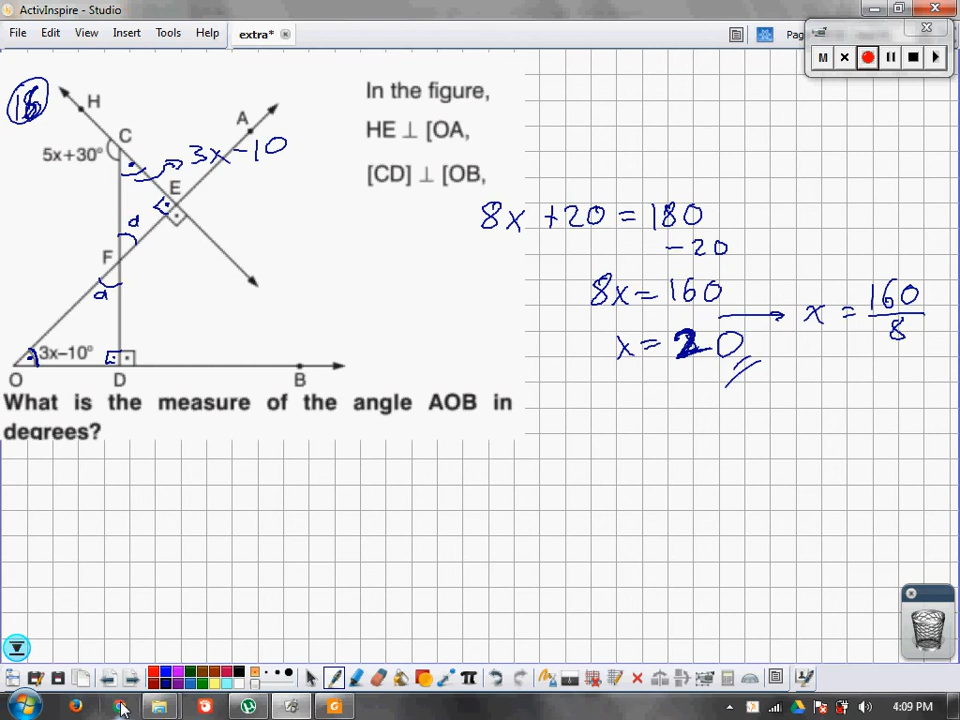 ActivInspire - Studio
File Edit View Insert Tools Help extra*
M
18
H
A
C
5x+30°
3x-10
E
α
F
α
3x–10°
O D B
In the figure,
HE ⊥ [OA,
[CD] ⊥ [OB,
8x + 20 = 180
- 20
8x = 160
x = 160/8
x = 20
What is the measure of the angle AOB in
degrees?
4:09 PM